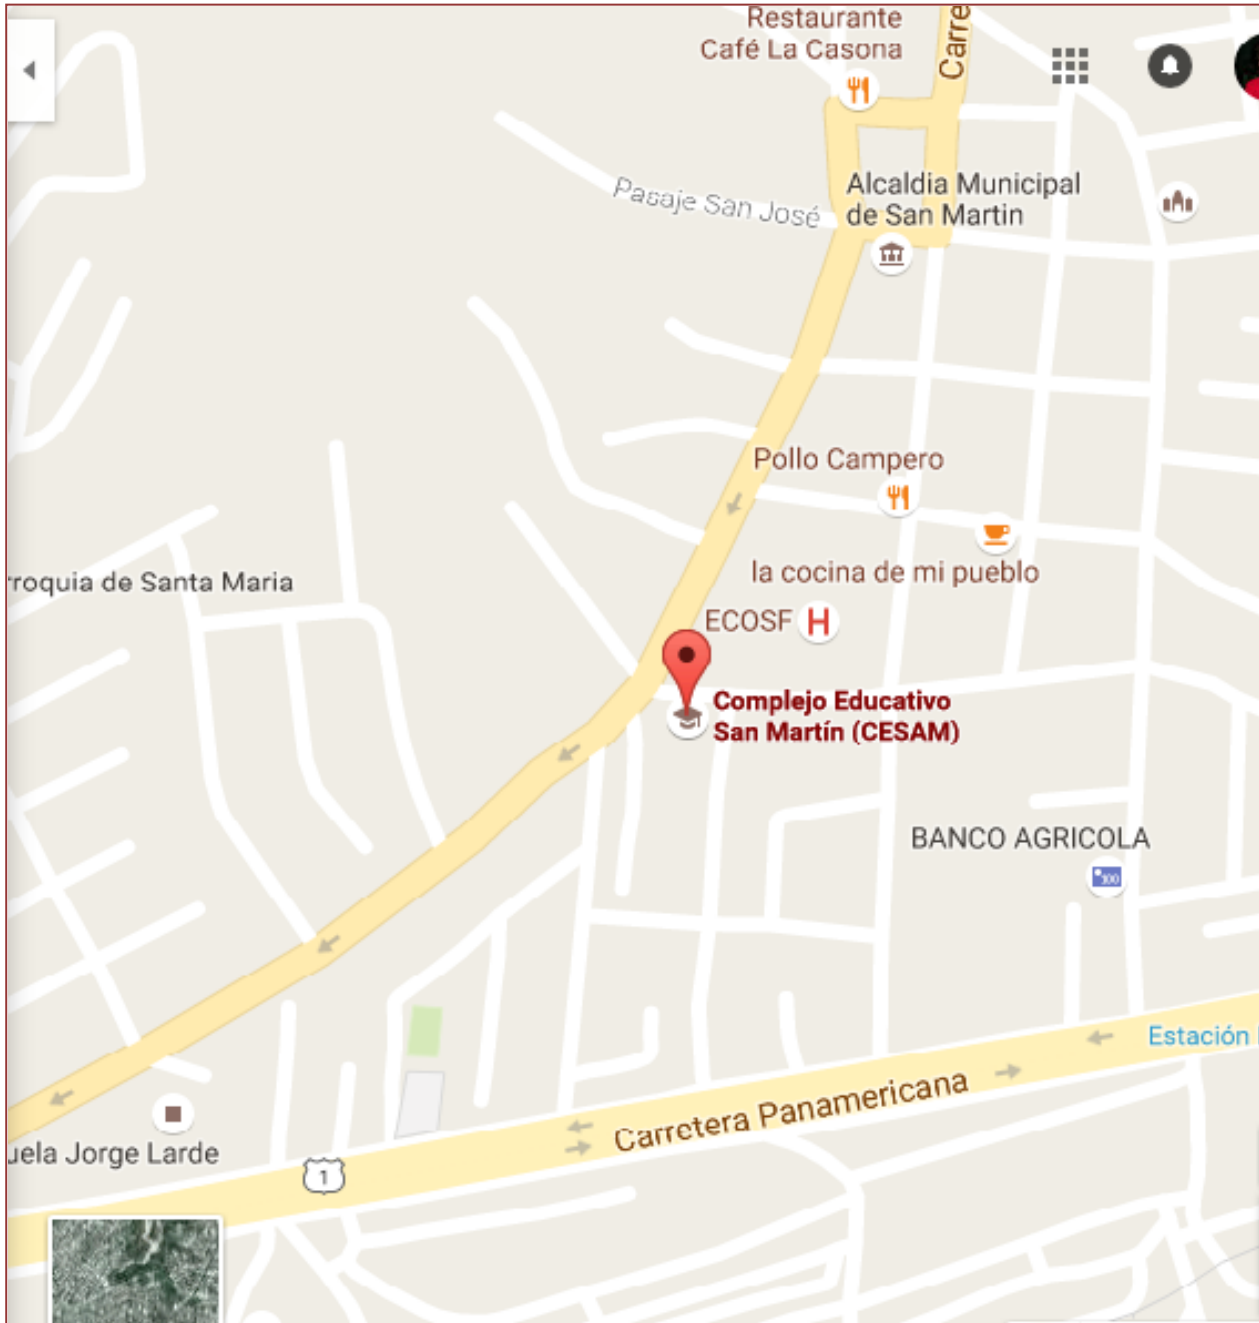 Restaurante
Café La Casona
Carre
Pasaje San José
Alcaldia Municipal
de San Martin
Pollo Campero
la cocina de mi pueblo
rroquia de Santa Maria
ECOSF H
Complejo Educativo
San Martín (CESAM)
BANCO AGRICOLA
100
Estación
Carretera Panamericana
uela Jorge Larde
1